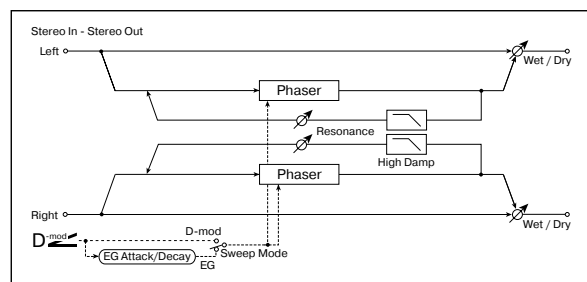 Stereo In - Stereo Out
Left
Wet / Dry
Phaser
Resonance
High Damp
Phaser
Right
Wet / Dry
D-mod
D-mod
EG Attack/Decay
EG
Sweep Mode